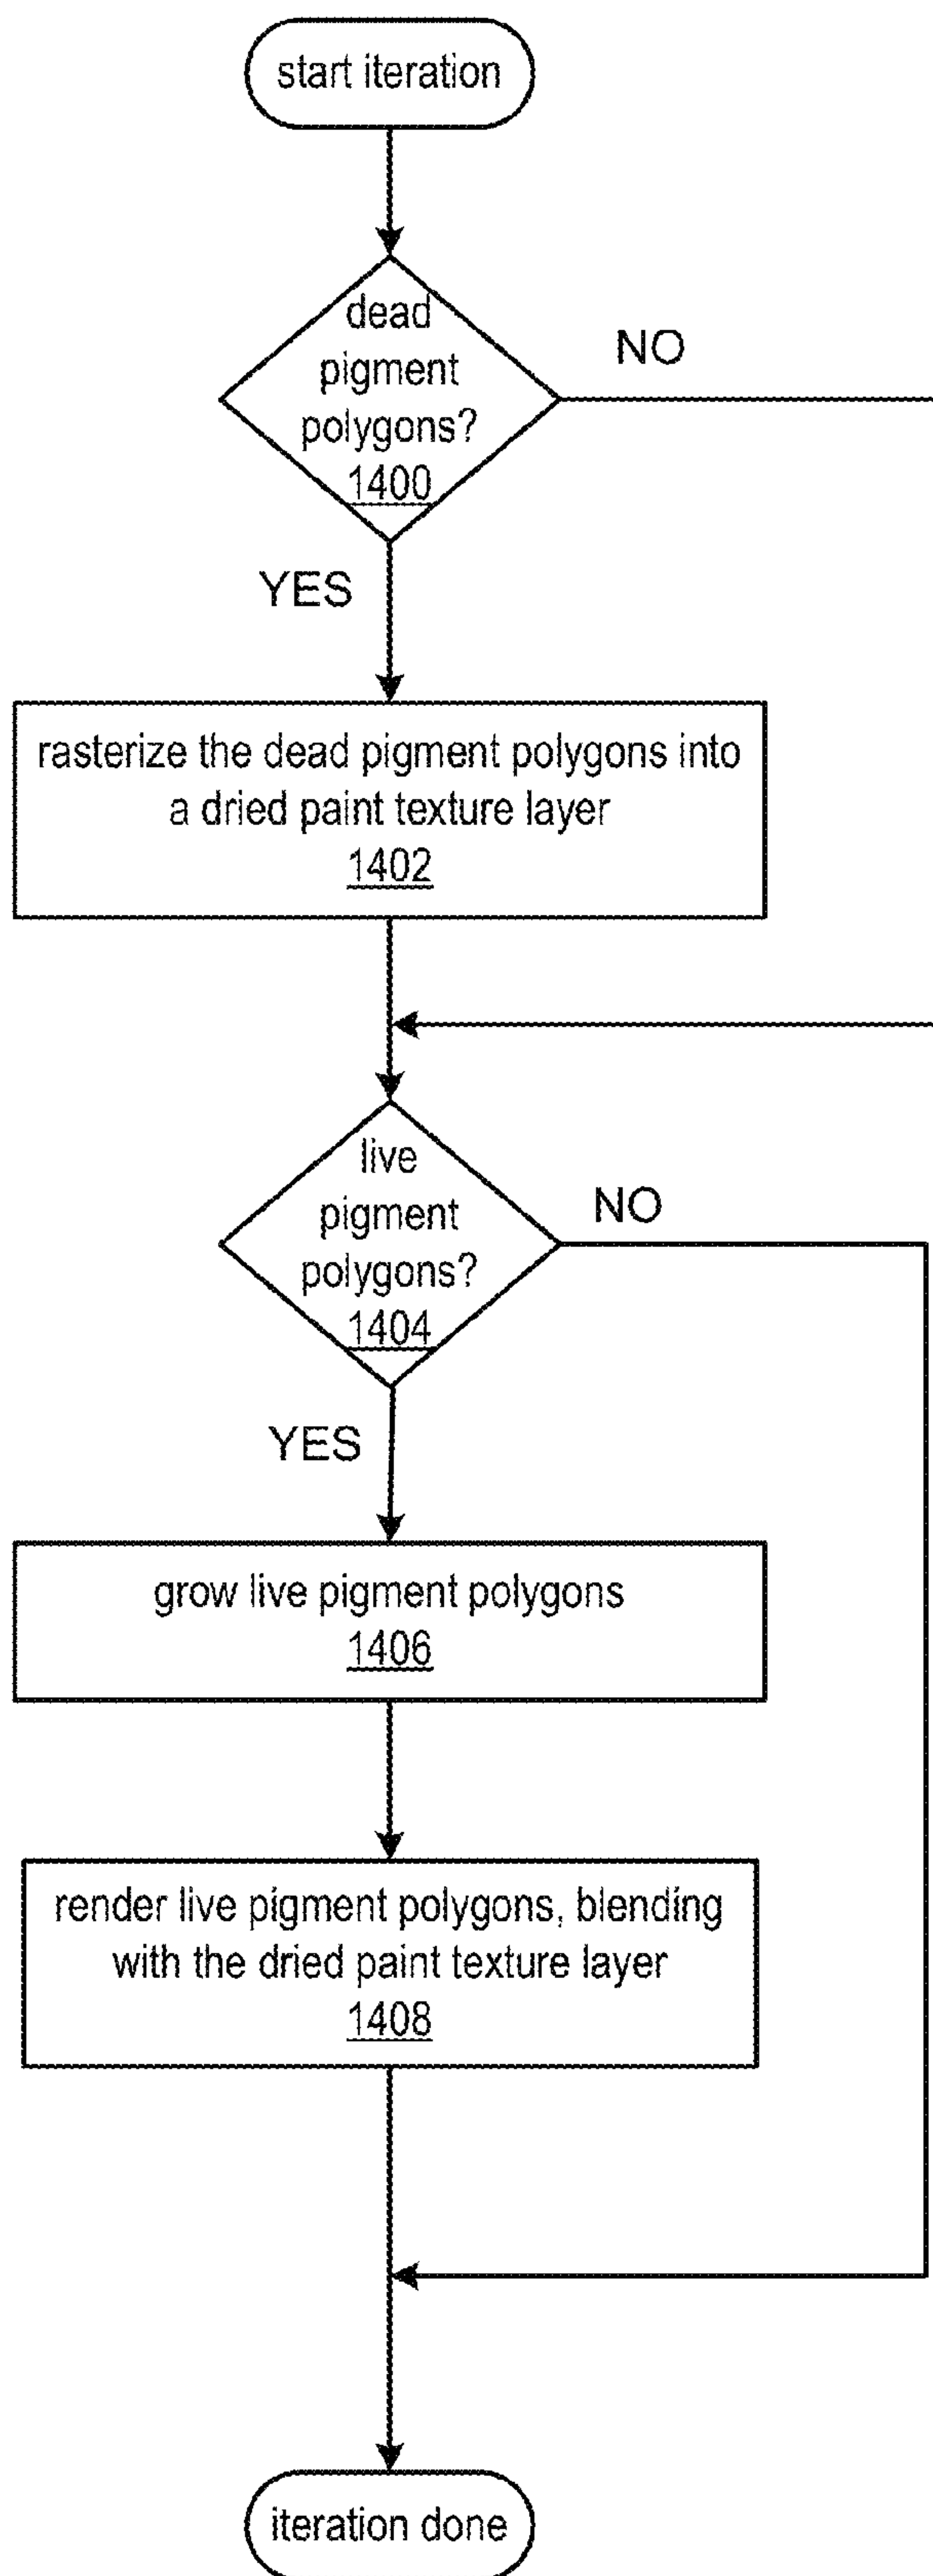 start iteration
dead
pigment
polygons?
1400
NO
YES
rasterize the dead pigment polygons into
a dried paint texture layer
1402
live
pigment
polygons?
1404
NO
YES
grow live pigment polygons
1406
render live pigment polygons, blending
with the dried paint texture layer
1408
iteration done